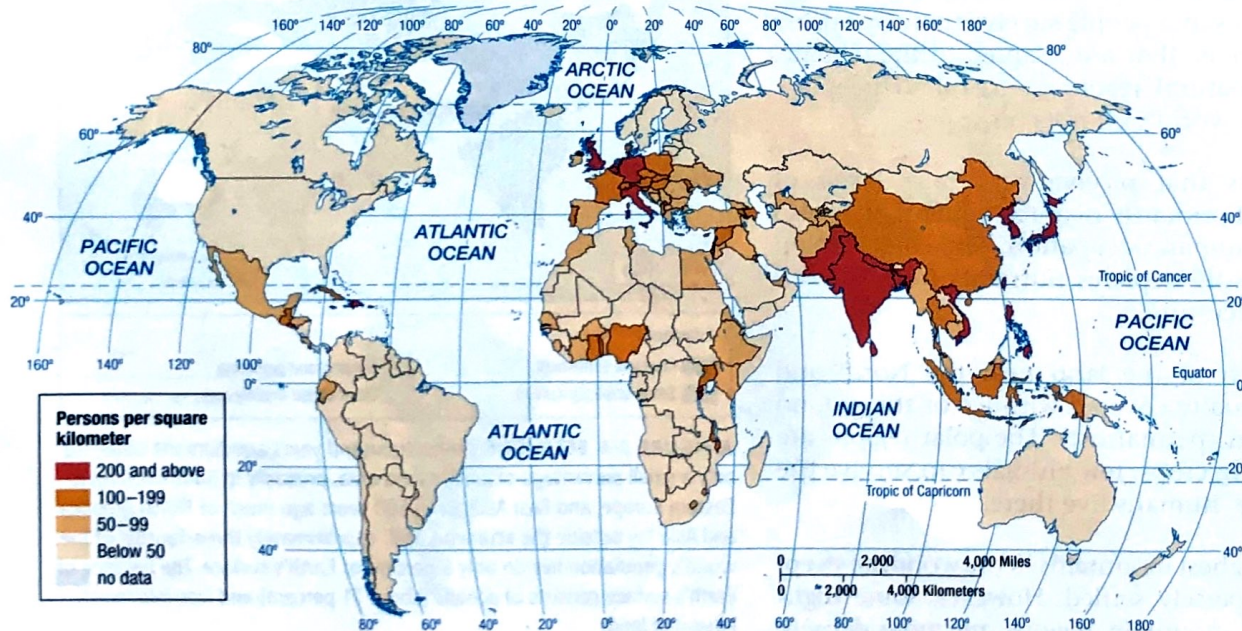 160° 140° 120° 100° 80° 60° 40° 20° 0° 20° 40° 60° 80° 100° 120° 140° 160° 180°
80° 80°
ARCTIC
OCEAN
60° 60°
40° 40°
PACIFIC
OCEAN
ATLANTIC
OCEAN
Tropic of Cancer
20° 20°
PACIFIC
OCEAN
160° 140° 120° 100°
Equator
0° 0
INDIAN
OCEAN
ATLANTIC
OCEAN
20° 20
Tropic of Capricorn
40° 40°
0 2,000 4,000 Miles
0 2,000 4,000 Kilometers
80° 60° 40° 20° 0° 20° 40° 60° 80° 100° 120° 140° 160° 180°
Persons per square
kilometer
200 and above
100–199
50–99
Below 50
no data